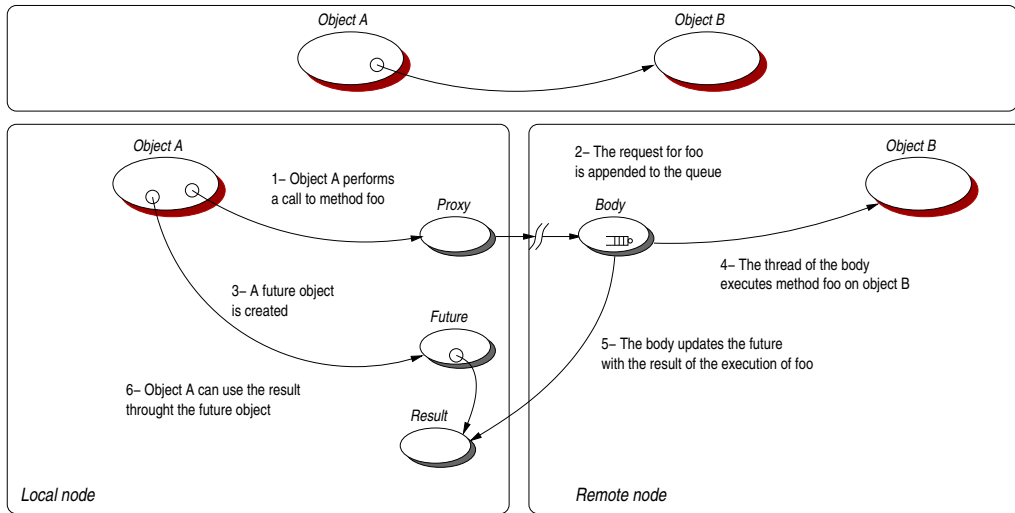 Object A
Object B
Object A
1– Object A performs
a call to method foo
Proxy
2– The request for foo
is appended to the queue
Body
Object B
4– The thread of the body
executes method foo on object B
3– A future object
is created
Future
5– The body updates the future
with the result of the execution of foo
6– Object A can use the result
throught the future object
Result
Local node
Remote node